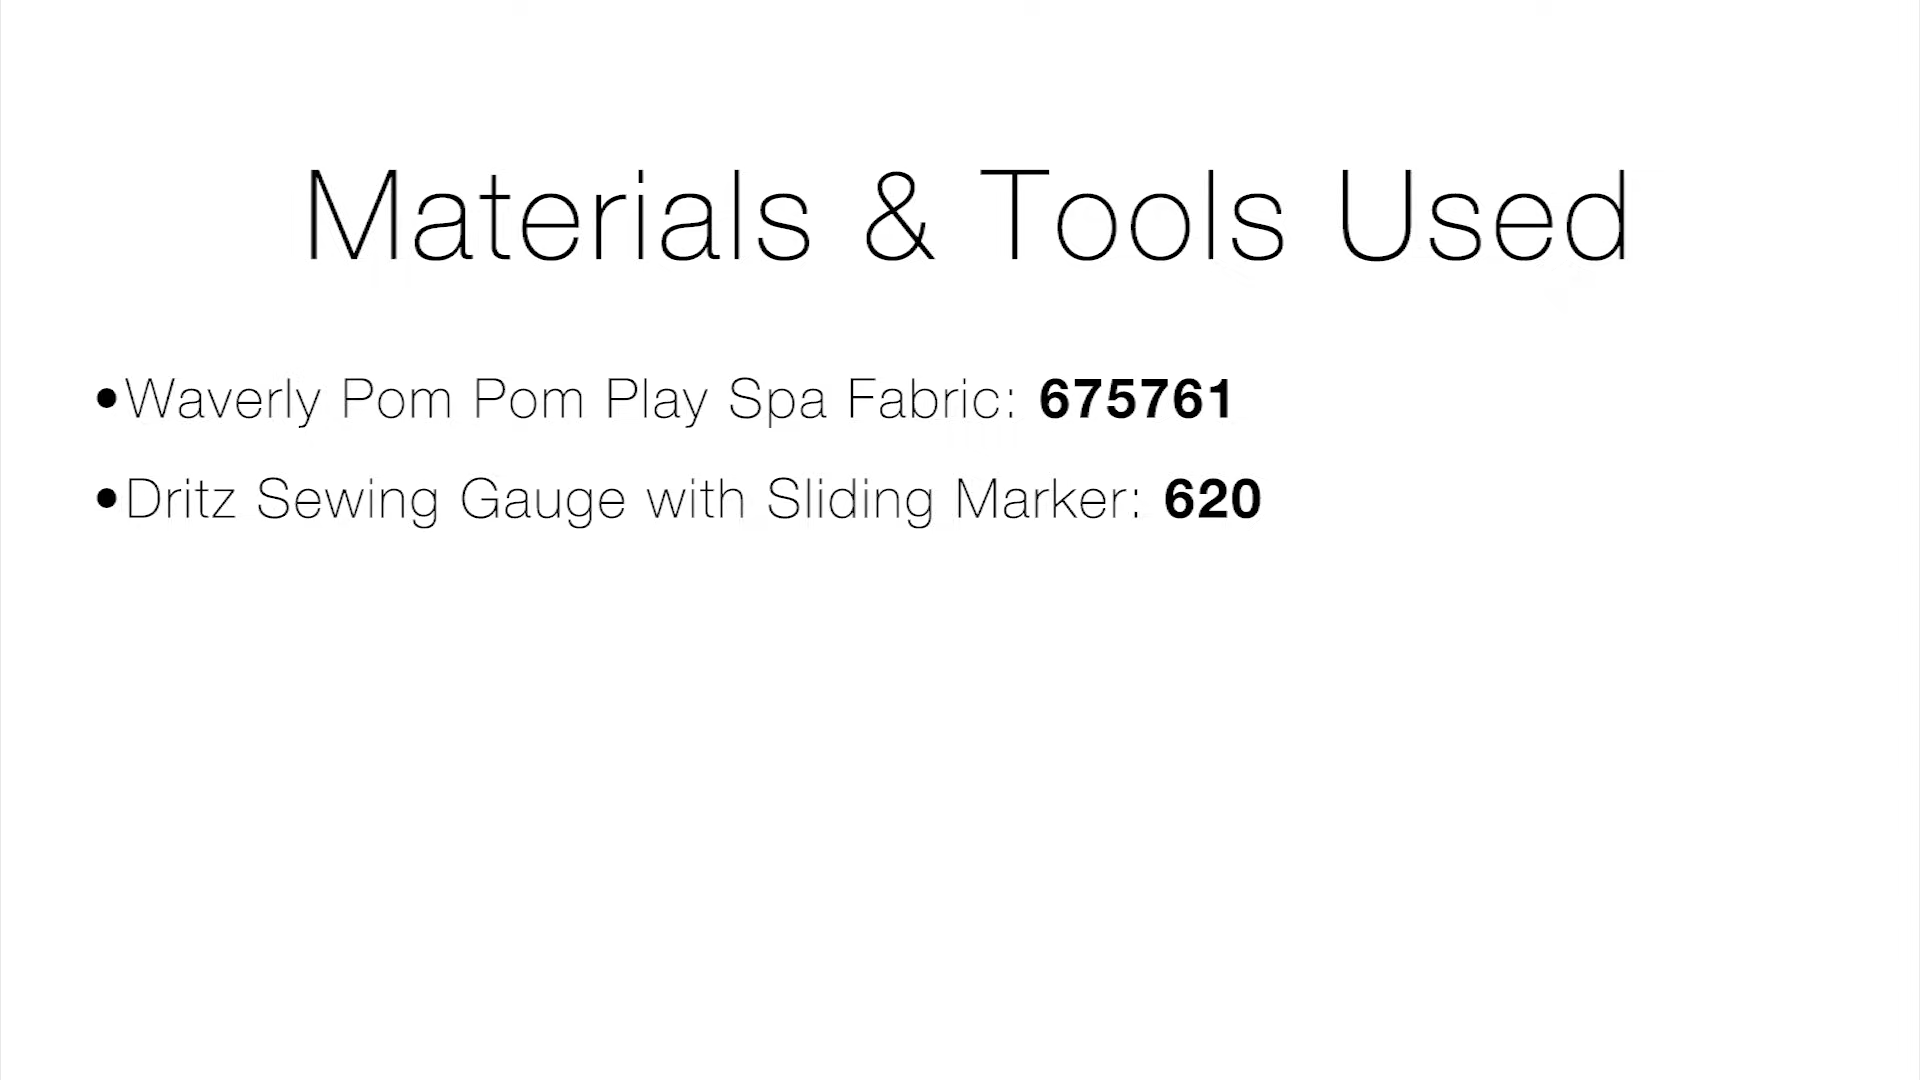 Materials & Tools Used
•Waverly Pom Pom Play Spa Fabric: 675761
•Dritz Sewing Gauge with Sliding Marker: 620